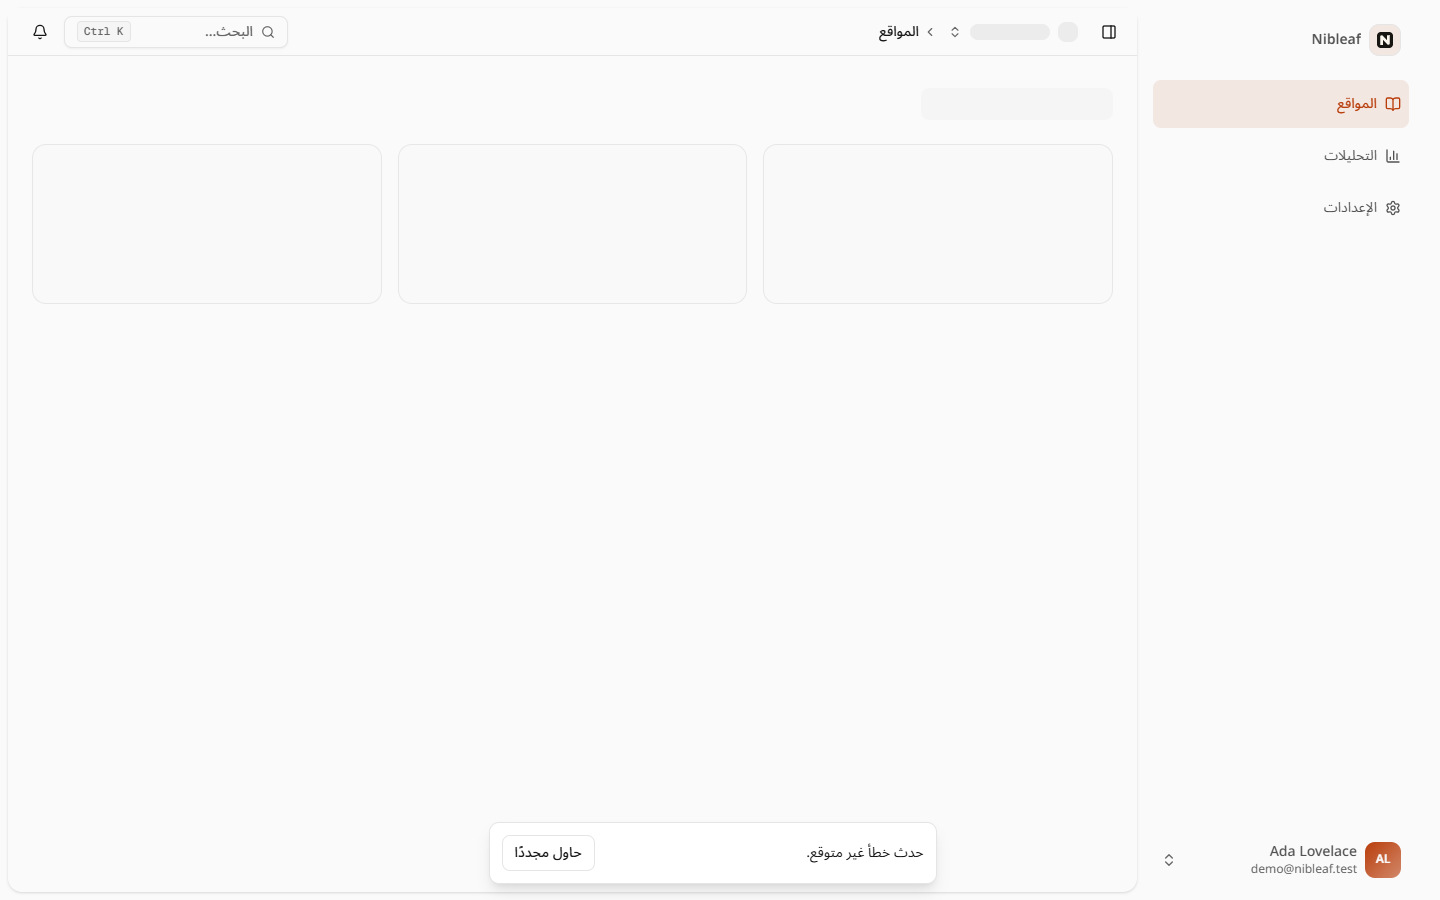 Nibleaf
المواقع
التحليلات
الإعدادات
Ada Lovelace
demo@nibleaf.test
AL
المواقع
البحث...
Ctrl K
حدث خطأ غير متوقع.
حاول مجددًا